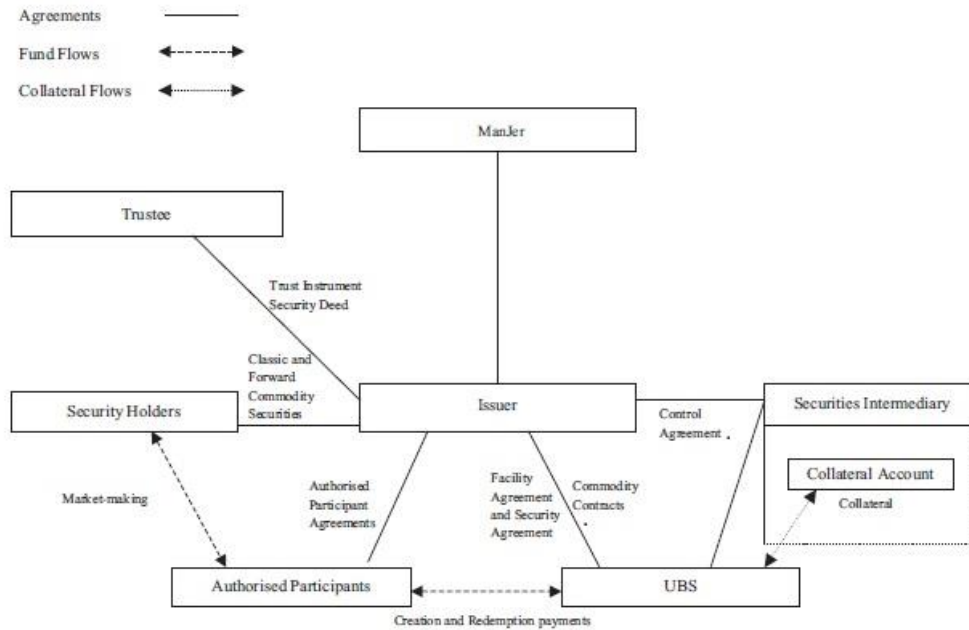 Agreements
Fund Flows
Collateral Flows
ManJer
Trustee
Trust Instrument
Security Deed
Classic and
Forward
Commodity
Securities
Security Holders
Issuer
Control
Agreement
Securities Intermediary
Collateral Account
Collateral
Market-making
Authorised
Participant
Agreements
Facility
Agreement
and Security
Agreement
Commodity
Contracts
Authorised Participants
UBS
Creation and Redemption payments